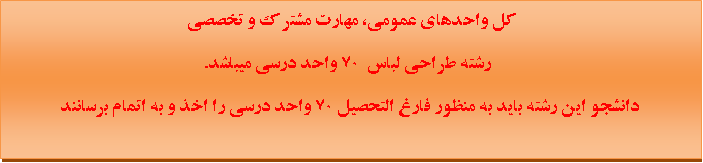 کل واحدهای عمومی، مهارت مشترک و تخصصی
رشته طراحی لباس ۷۰ واحد درسی میباشد.
دانشجو این رشته باید به منظور فارغ التحصیل ۷۰ واحد درسی را اخذ و به اتمام برسانند